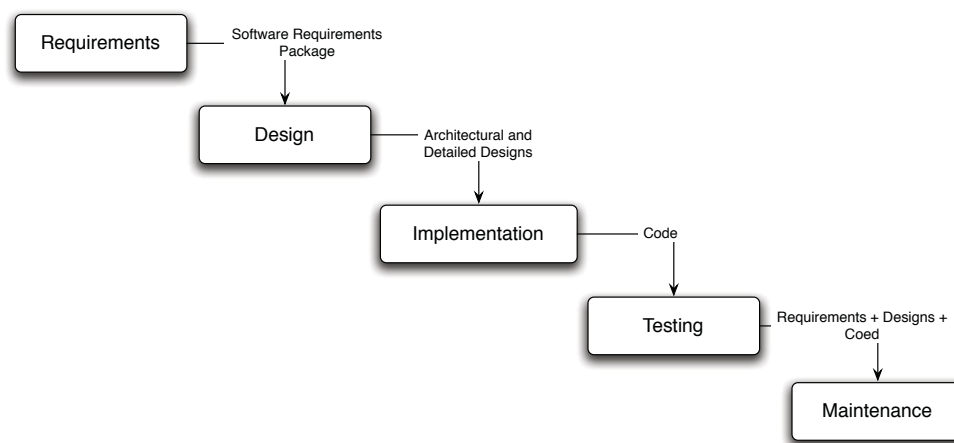 Requirements
Software Requirements
Package
Design
Architectural and
Detailed Designs
Implementation
Code
Testing
Requirements + Designs +
Coed
Maintenance